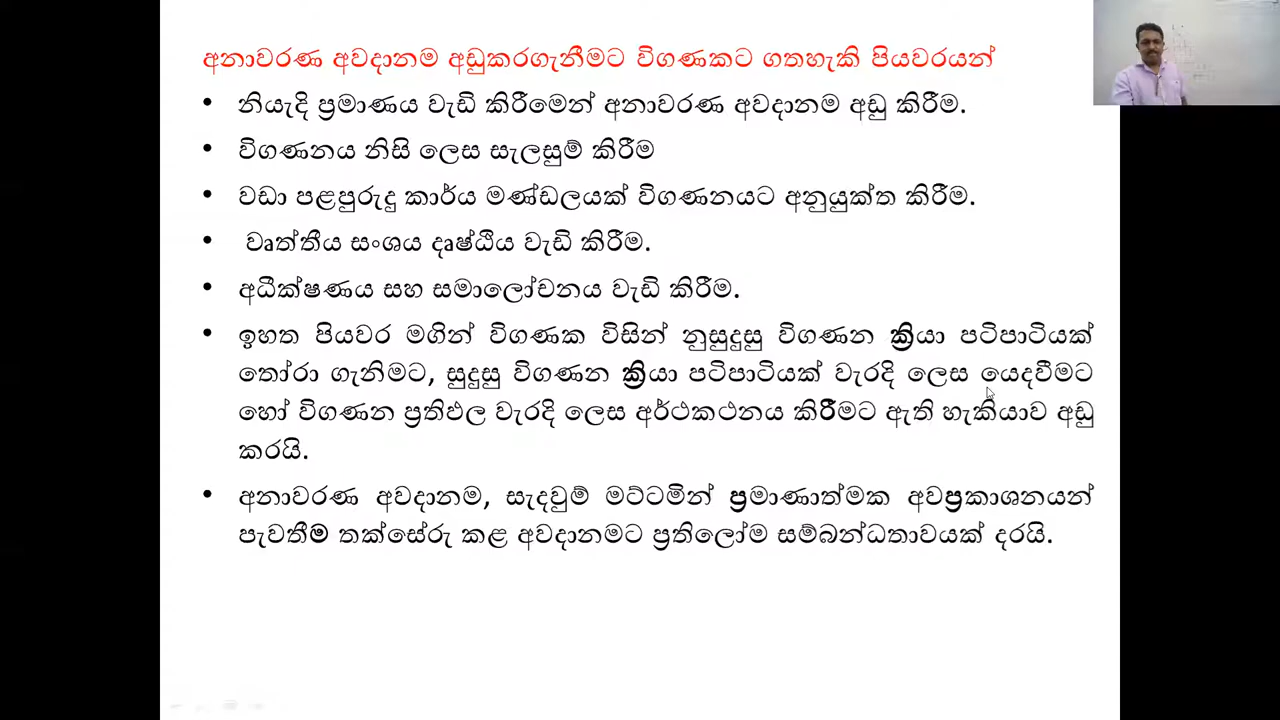 අනාවරණ අවදානම අඩුකරගැනීමට විගණකට ගතහැකි පියවරයන්
• නියැදි ප්‍රමාණය වැඩි කිරීමෙන් අනාවරණ අවදානම අඩු කිරීම.
• විගණනය නිසි ලෙස සැලසුම් කිරීම
• වඩා පළපුරුදු කාර්ය මණ්ඩලයක් විගණනයට අනුයුක්ත කිරීම.
• වෘත්තීය සංශය දෘෂ්ඨිය වැඩි කිරීම.
• අධීක්ෂණය සහ සමාලෝචනය වැඩි කිරීම.
• ඉහත පියවර මගින් විගණක විසින් නුසුදුසු විගණන ක්‍රියා පටිපාටියක්
තෝරා ගැනිමට, සුදුසු විගණන ක්‍රියා පටිපාටියක් වැරදි ලෙස යෙදවීමට
හෝ විගණන ප්‍රතිඵල වැරදි ලෙස අර්ථකථනය කිරීමට ඇති හැකියාව අඩු
කරයි.
• අනාවරණ අවදානම, සැදවුම් මට්ටමින් ප්‍රමාණාත්මක අවප්‍රකාශනයන්
පැවතීම තක්සේරු කළ අවදානමට ප්‍රතිලෝම සම්බන්ධතාවයක් දරයි.